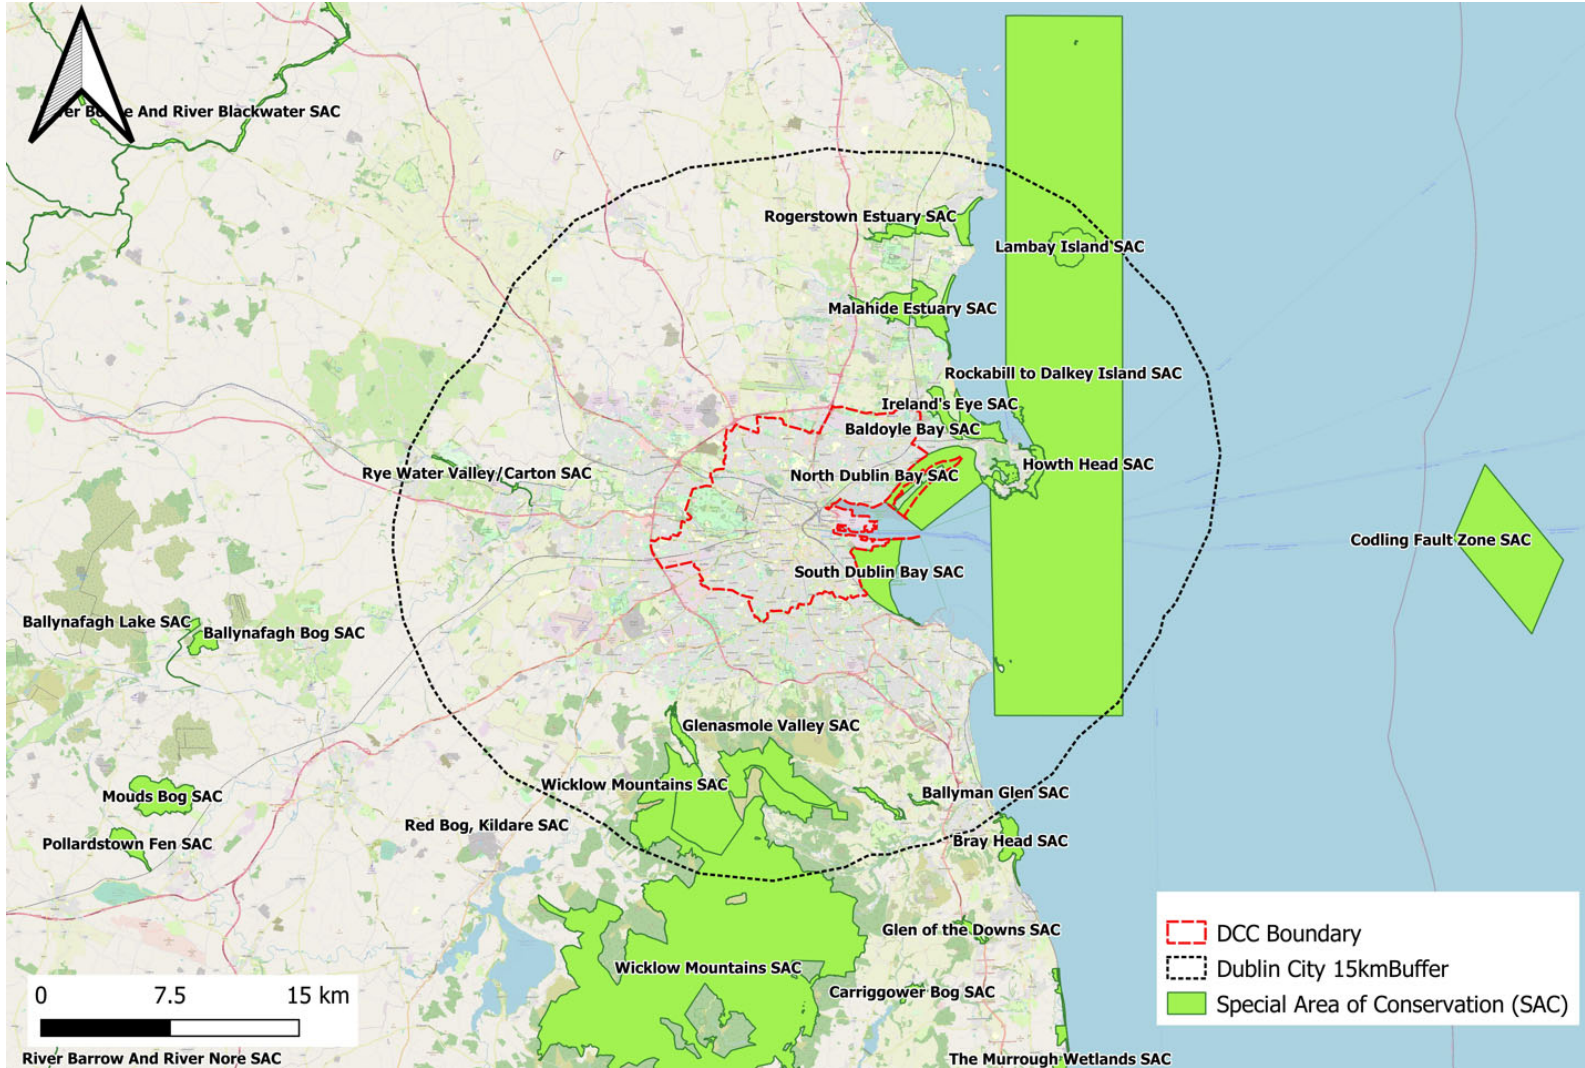 And River Blackwater SAC
Rogerstown Estuary SAC
Lambay Island SAC
Malahide Estuary SAC
Rockabill to Dalkey Island SAC
Ireland's Eye SAC
Baldoyle Bay SAC
Howth Head SAC
Rye Water Valley/Carton SAC
North Dublin Bay SAC
Codling Fault Zone SAC
South Dublin Bay SAC
Ballynafagh Lake SAC
Ballynafagh Bog SAC
Glenasmole Valley SAC
Wicklow Mountains SAC
Ballyman Glen SAC
Mouds Bog SAC
Red Bog, Kildare SAC
Pollardstown Fen SAC
Bray Head SAC
Glen of the Downs SAC
DCC Boundary
Wicklow Mountains SAC
Dublin City 15kmBuffer
Carriggower Bog SAC
0 7.5 15 km
Special Area of Conservation (SAC)
River Barrow And River Nore SAC
The Murrough Wetlands SAC